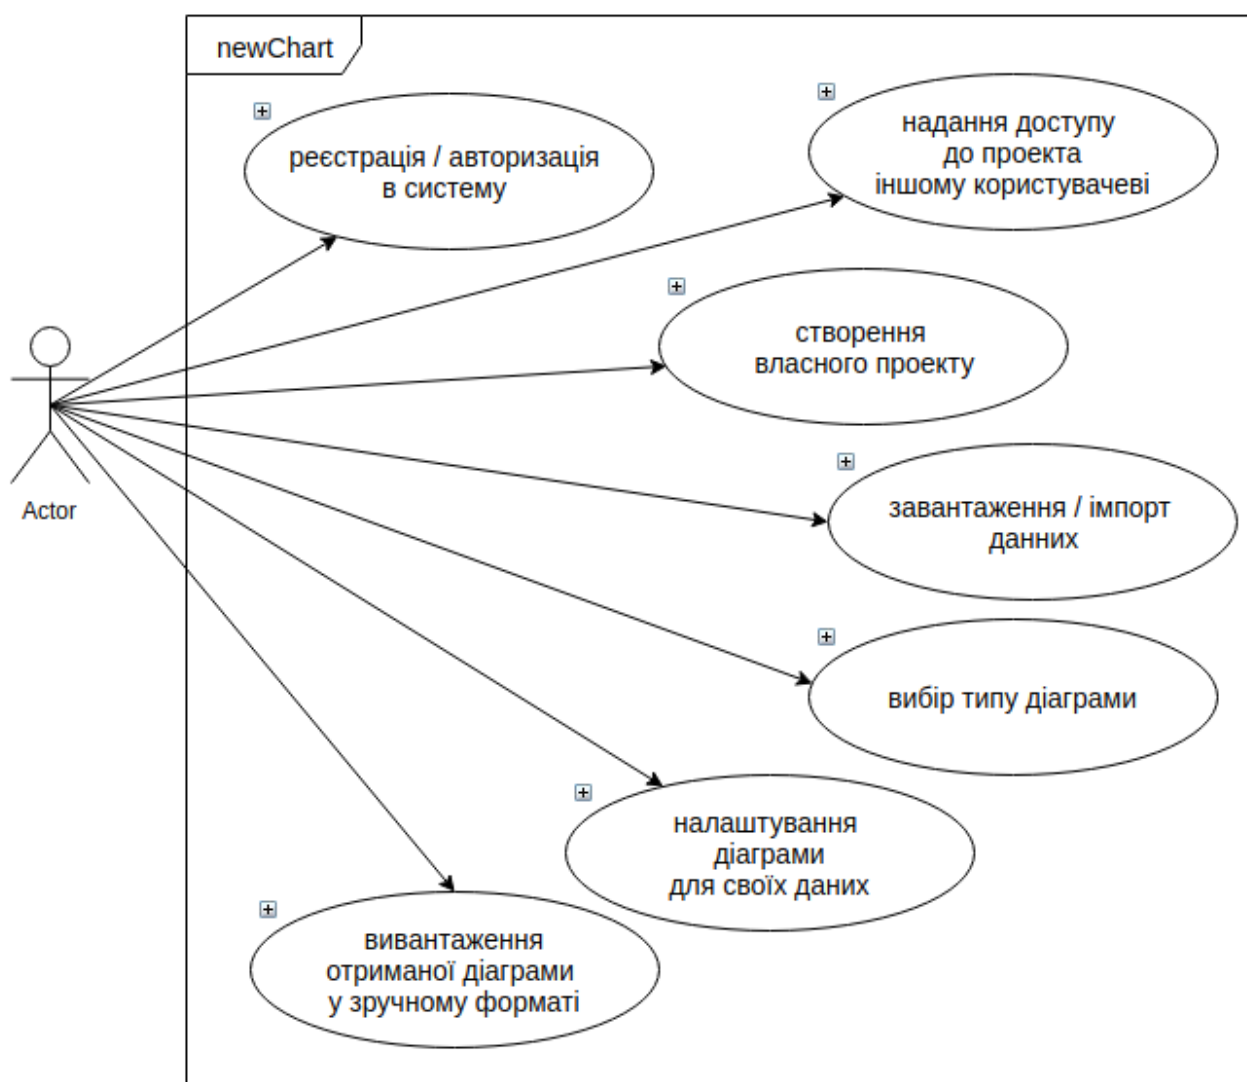 newChart
реєстрація / авторизація
в систему
надання доступу
до проекта
іншому користувачеві
створення
власного проекту
Actor
завантаження / імпорт
данних
вибір типу діаграми
налаштування
діаграми
для своїх даних
вивантаження
отриманої діаграми
у зручному форматі